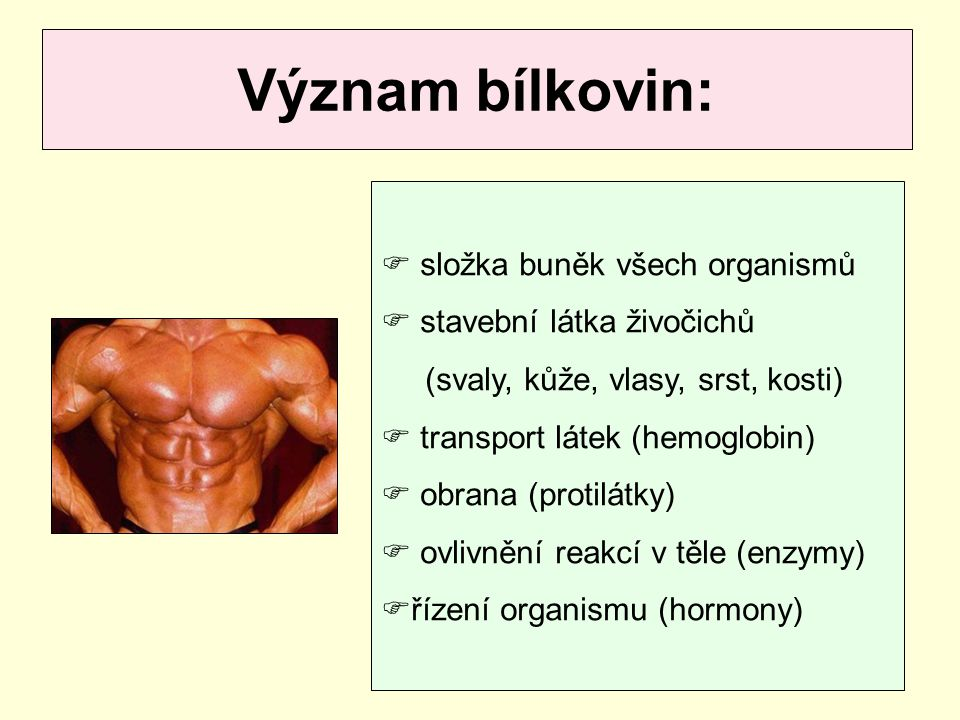 Význam bílkovin:
☞ složka buněk všech organismů
☞ stavební látka živočichů
(svaly, kůže, vlasy, srst, kosti)
☞ transport látek (hemoglobin)
☞ obrana (protilátky)
☞ ovlivnění reakcí v těle (enzymy)
☞řízení organismu (hormony)